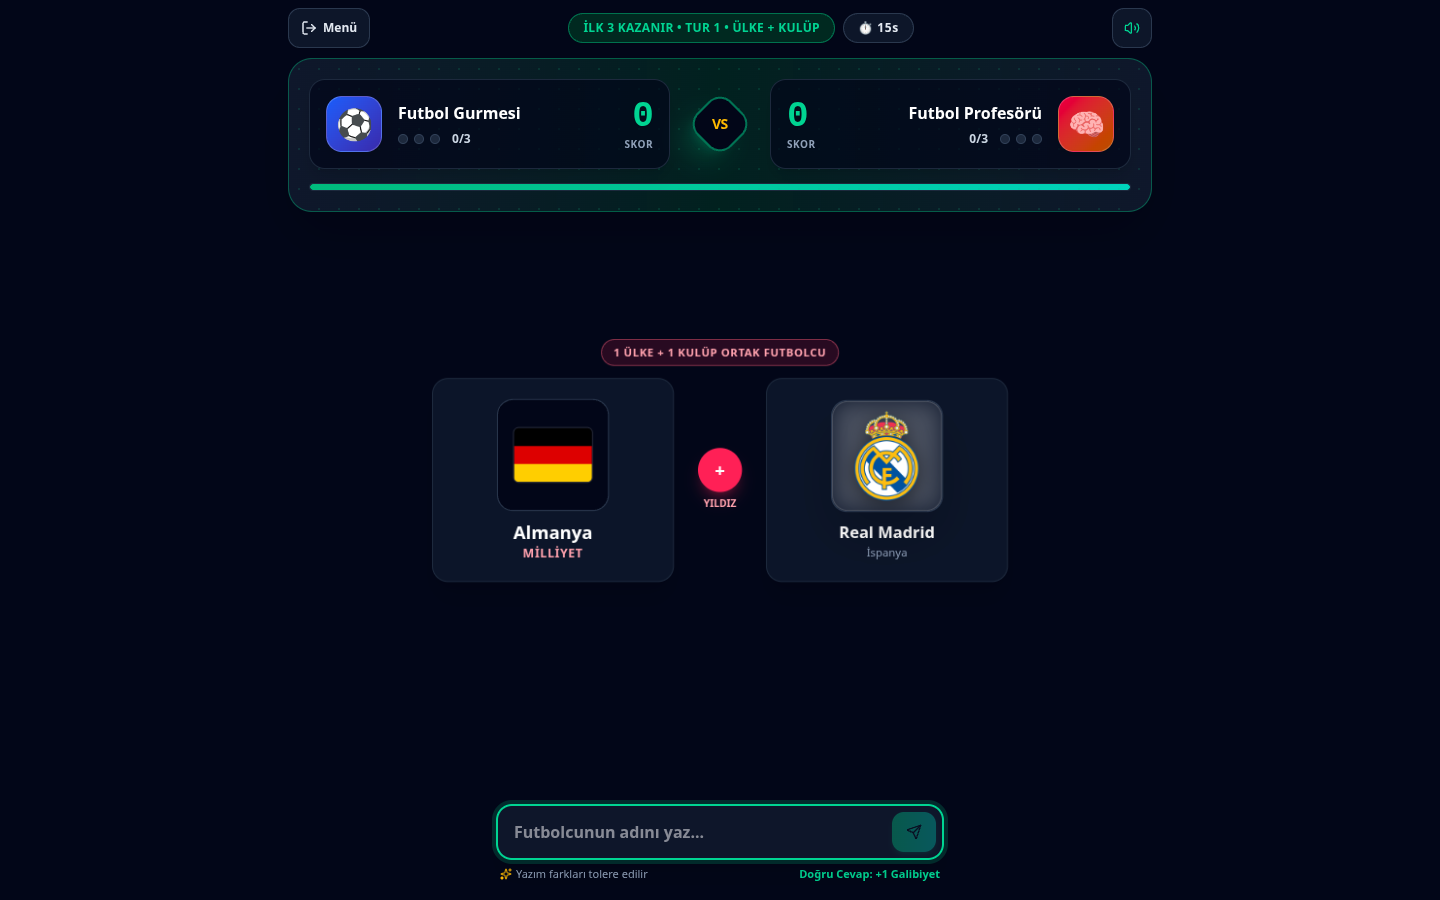 Menü
İLK 3 KAZANIR • TUR 1 • ÜLKE + KULÜP
15s
Futbol Gurmesi
0/3
0
SKOR
VS
0
SKOR
Futbol Profesörü
0/3
1 ÜLKE + 1 KULÜP ORTAK FUTBOLCU
Almanya
MİLLİYET
+
YILDIZ
Real Madrid
İspanya
Futbolcunun adını yaz...
Yazım farkları tolere edilir
Doğru Cevap: +1 Galibiyet